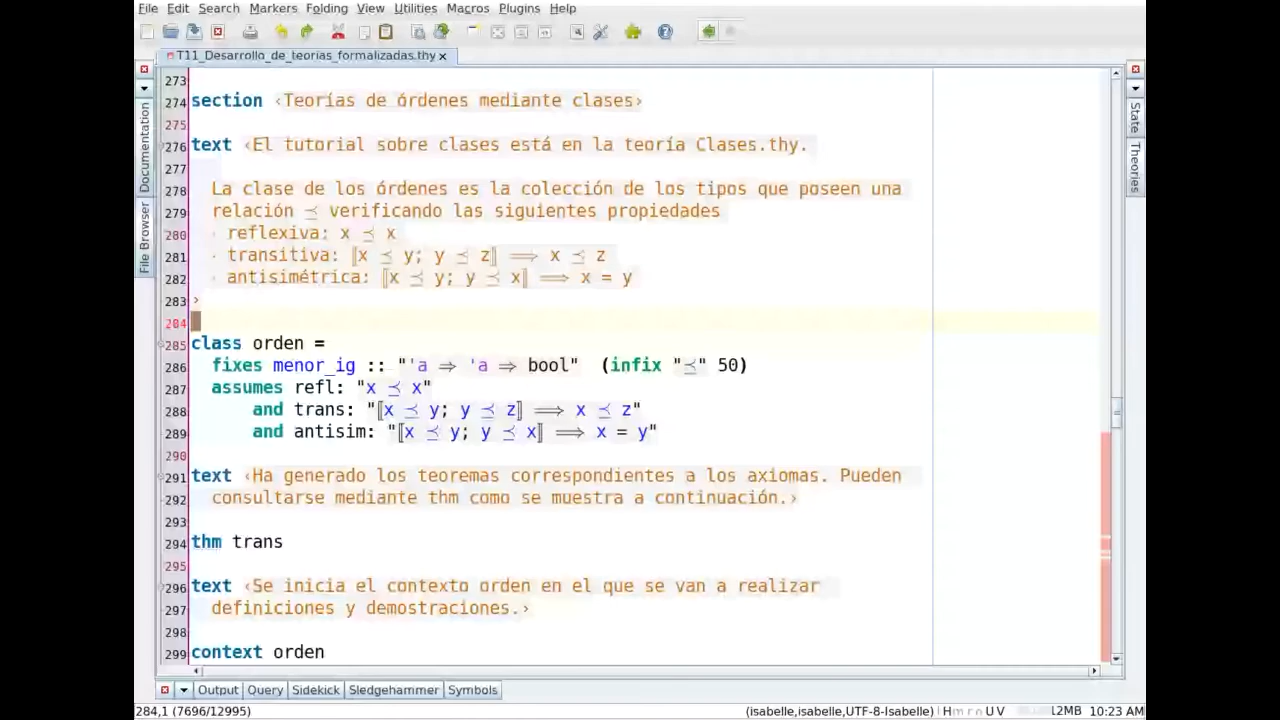 File Edit Search Markers Folding View Utilities Macros Plugins Help
T11_Desarrollo_de_teorías_formalizadas.thy
273
274 section ‹Teorías de órdenes mediante clases›
275
276 text ‹El tutorial sobre clases está en la teoría Clases.thy.
277
278 La clase de los órdenes es la colección de los tipos que poseen una
279 relación ⪯ verificando las siguientes propiedades
280 · reflexiva: x ⪯ x
281 · transitiva: ⟦x ⪯ y; y ⪯ z⟧ ⟹ x ⪯ z
282 · antisimétrica: ⟦x ⪯ y; y ⪯ x⟧ ⟹ x = y
283 ›
284
285 class orden =
286 fixes menor_ig :: "'a ⇒ 'a ⇒ bool" (infix "⪯" 50)
287 assumes refl: "x ⪯ x"
288 and trans: "⟦x ⪯ y; y ⪯ z⟧ ⟹ x ⪯ z"
289 and antisim: "⟦x ⪯ y; y ⪯ x⟧ ⟹ x = y"
290
291 text ‹Ha generado los teoremas correspondientes a los axiomas. Pueden
292 consultarse mediante thm como se muestra a continuación.›
293
294 thm trans
295
296 text ‹Se inicia el contexto orden en el que se van a realizar
297 definiciones y demostraciones.›
298
299 context orden
Documentation
File Browser
State
Theories
Output Query Sidekick Sledgehammer Symbols
284,1 (7696/12995) (isabelle,isabelle,UTF-8-Isabelle) U V 10:23 AM